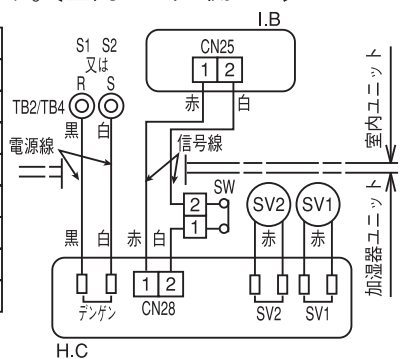 I.B
S1 S2
又は
R S
TB2/TB4
CN25
1 2
黒 白
赤 白
電源線
信号線
室内ユニット
加湿器ユニット
SW
2
1
SV2 SV1
黒 白 赤 白 赤 赤
デンゲン
1 2
CN28
SV2 SV1
H.C